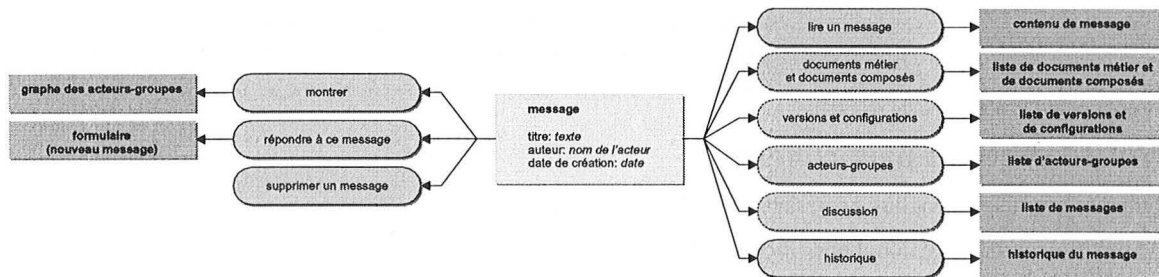 graphe des acteurs-groupes
formulaire
(nouveau message)
montrer
répondre à ce message
supprimer un message
message
titre: texte
auteur: nom de l'acteur
date de création: date
lire un message
documents métier
et documents composés
versions et configurations
acteurs-groupes
discussion
historique
contenu de message
liste de documents métier et
de documents composés
liste de versions et
de configurations
liste d'acteurs-groupes
liste de messages
historique du message